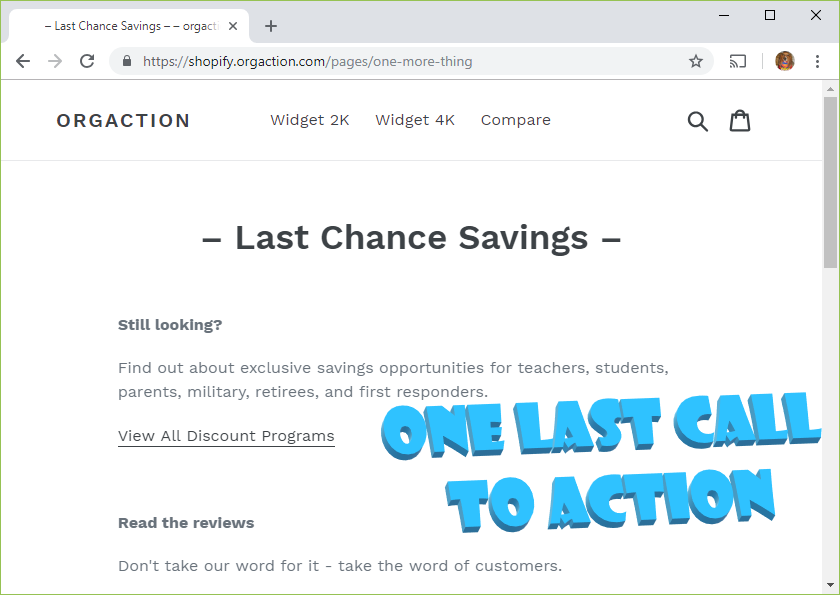 – Last Chance Savings – – orgact
https://shopify.orgaction.com/pages/one-more-thing
ORGACTION
Widget 2K Widget 4K Compare
– Last Chance Savings –
Still looking?
Find out about exclusive savings opportunities for teachers, students,
parents, military, retirees, and first responders.
View All Discount Programs
ONE LAST CALL
TO ACTION
Read the reviews
Don't take our word for it - take the word of customers.